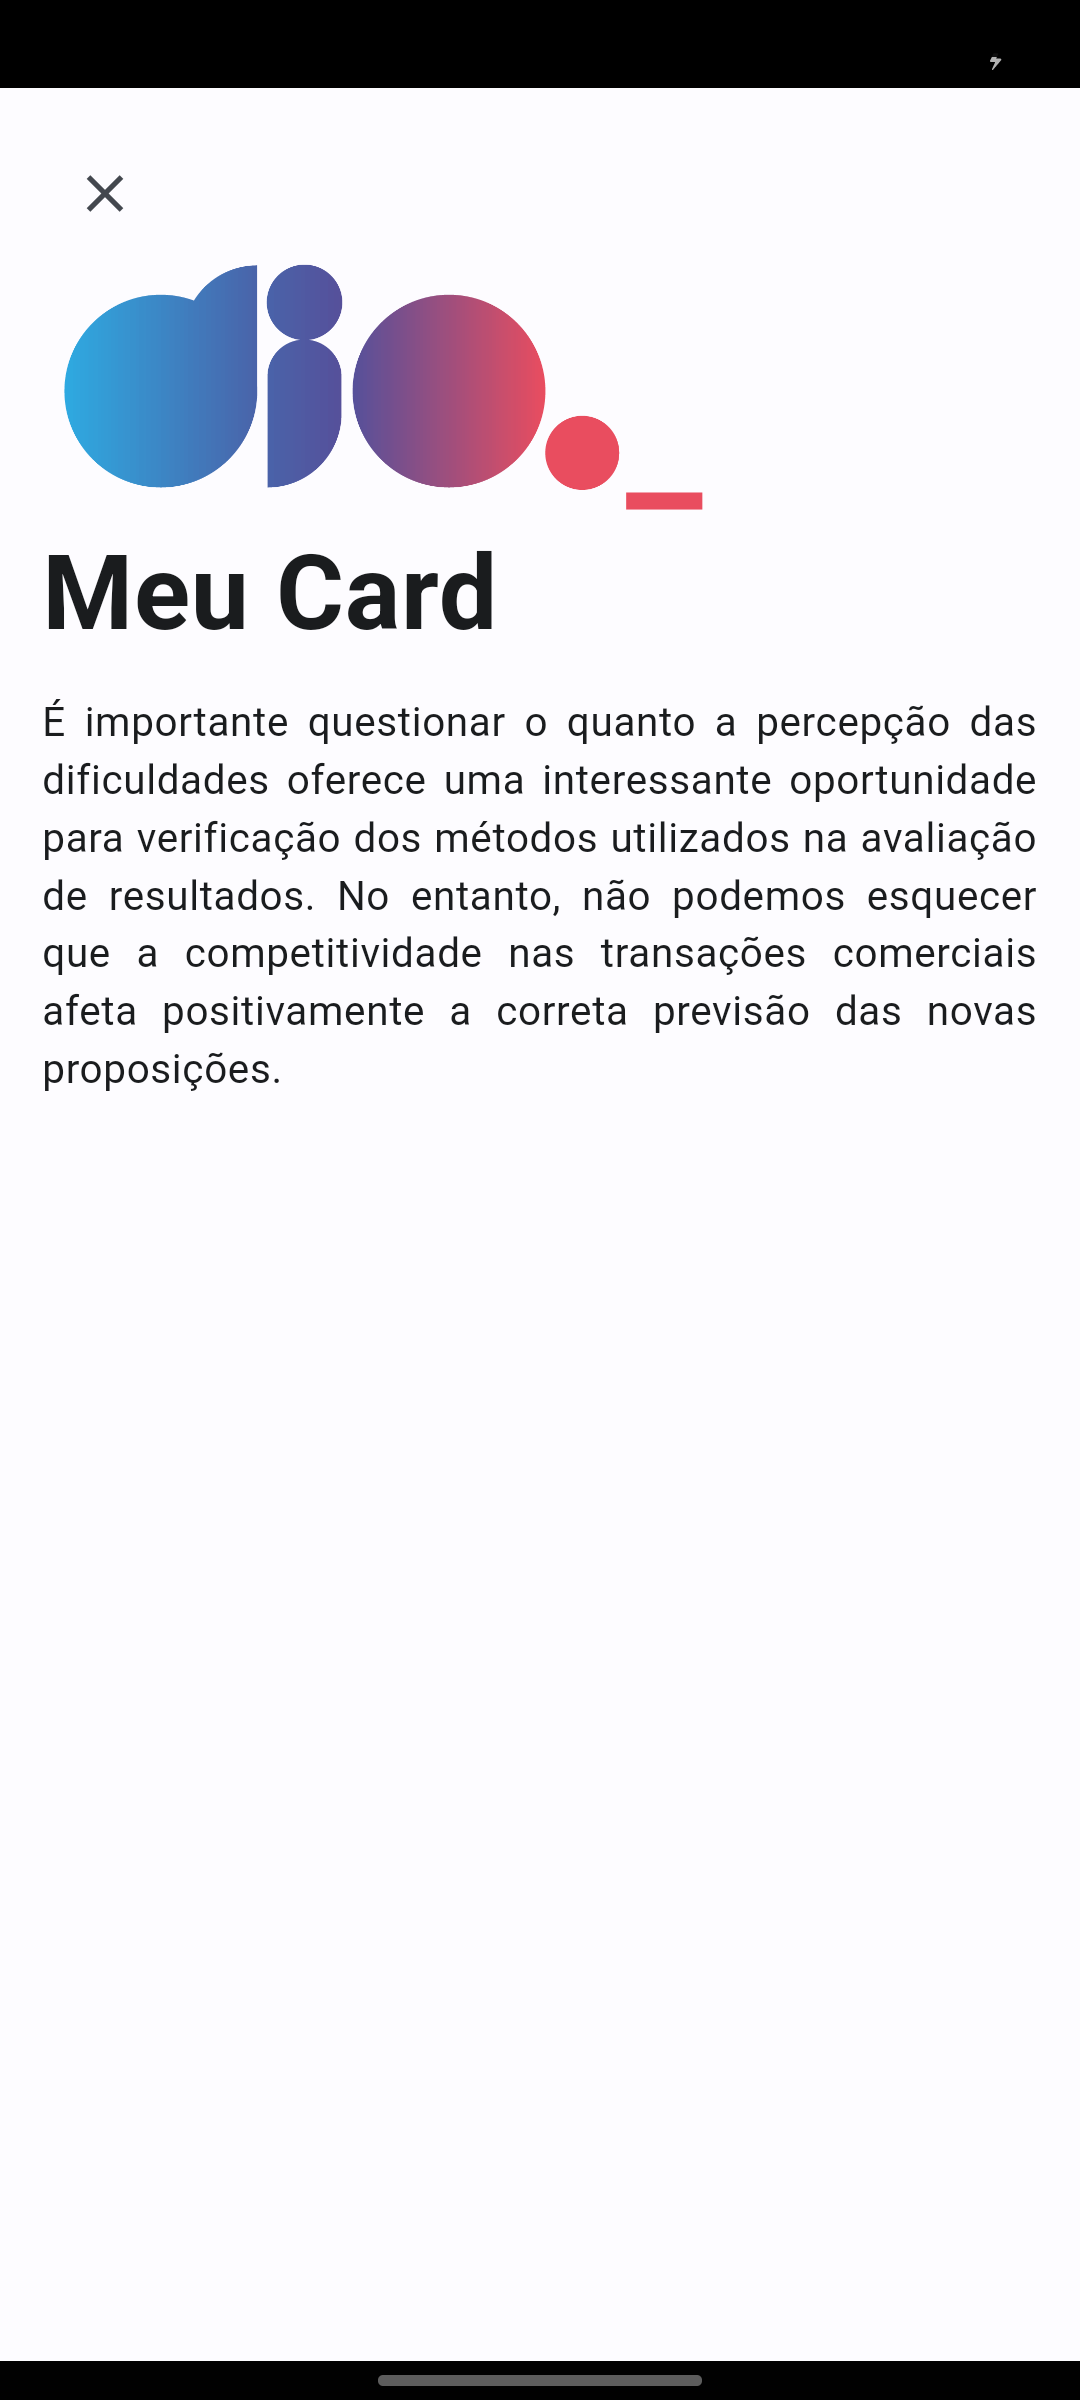 dio._
Meu Card
É importante questionar o quanto a percepção das
dificuldades oferece uma interessante oportunidade
para verificação dos métodos utilizados na avaliação
de resultados. No entanto, não podemos esquecer
que a competitividade nas transações comerciais
afeta positivamente a correta previsão das novas
proposições.